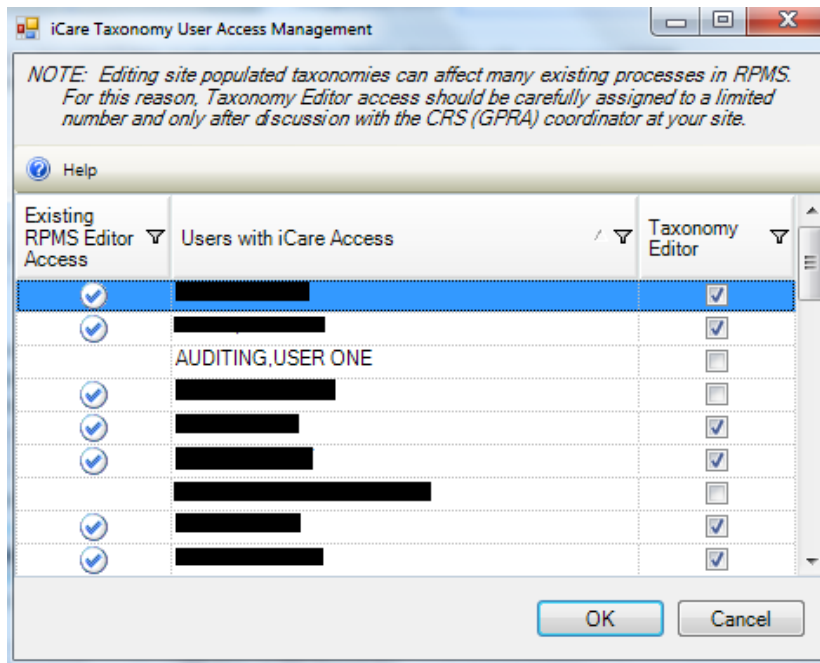 iCare Taxonomy User Access Management
NOTE: Editing site populated taxonomies can affect many existing processes in RPMS.
For this reason, Taxonomy Editor access should be carefully assigned to a limited
number and only after discussion with the CRS (GPRA) coordinator at your site.
Help
Existing
RPMS Editor
Access
Users with iCare Access
Taxonomy
Editor
AUDITING,USER ONE
OK
Cancel